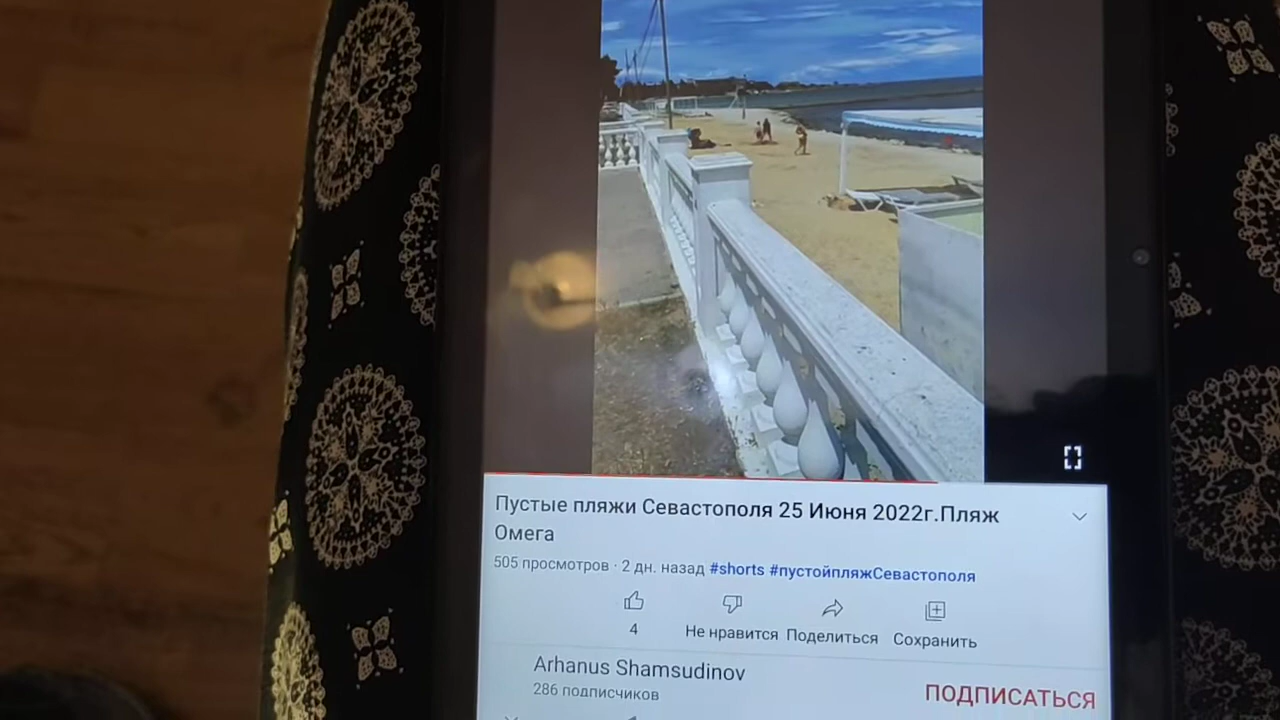 Пустые пляжи Севастополя 25 Июня 2022г.Пляж
Омега
505 просмотров · 2 дн. назад #shorts #пустойпляжСевастополя
4
Не нравится
Поделиться
Сохранить
Arhanus Shamsudinov
286 подписчиков
ПОДПИСАТЬСЯ